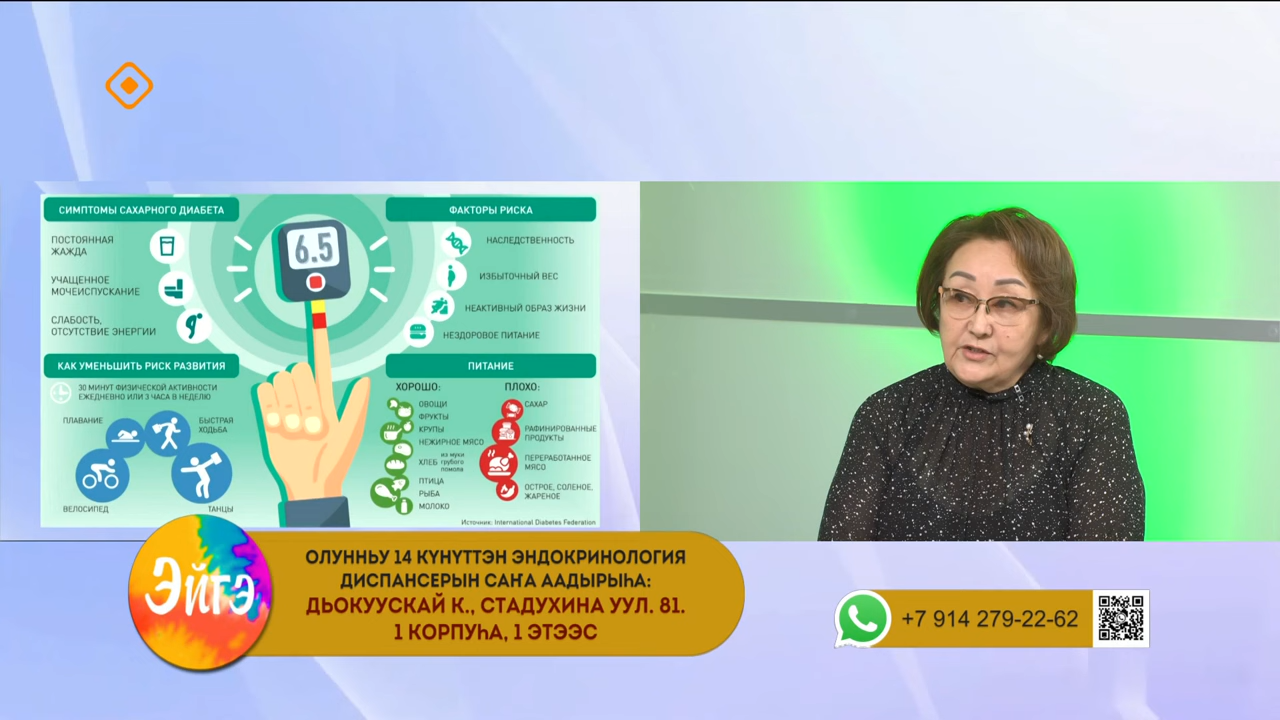 СИМПТОМЫ САХАРНОГО ДИАБЕТА
ПОСТОЯННАЯ
ЖАЖДА
УЧАЩЕННОЕ
МОЧЕИСПУСКАНИЕ
СЛАБОСТЬ,
ОТСУТСТВИЕ ЭНЕРГИИ
6.5
ФАКТОРЫ РИСКА
НАСЛЕДСТВЕННОСТЬ
ИЗБЫТОЧНЫЙ ВЕС
НЕАКТИВНЫЙ ОБРАЗ ЖИЗНИ
НЕЗДОРОВОЕ ПИТАНИЕ
КАК УМЕНЬШИТЬ РИСК РАЗВИТИЯ
30 МИНУТ ФИЗИЧЕСКОЙ АКТИВНОСТИ
ЕЖЕДНЕВНО ИЛИ 3 ЧАСА В НЕДЕЛЮ
ПЛАВАНИЕ
БЫСТРАЯ
ХОДЬБА
ВЕЛОСИПЕД
ТАНЦЫ
ПИТАНИЕ
ХОРОШО:
ОВОЩИ
ФРУКТЫ
КРУПЫ
НЕЖИРНОЕ МЯСО
ХЛЕБ из муки
грубого
помола
ПТИЦА
РЫБА
МОЛОКО
ПЛОХО:
САХАР
РАФИНИРОВАННЫЕ
ПРОДУКТЫ
ПЕРЕРАБОТАННОЕ
МЯСО
ОСТРОЕ, СОЛЕНОЕ,
ЖАРЕНОЕ
Источник: International Diabetes Federation
Эйгэ
ОЛУННЬУ 14 КҮНҮТТЭН ЭНДОКРИНОЛОГИЯ
ДИСПАНСЕРЫН САҤА ААДЫРЫҺА:
ДЬОКУУСКАЙ К., СТАДУХИНА УУЛ. 81.
1 КОРПУҺА, 1 ЭТЭЭС
+7 914 279-22-62